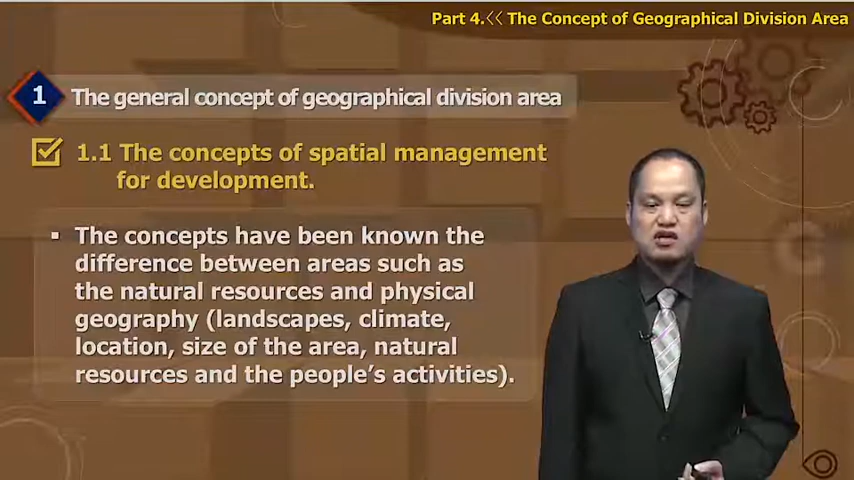 Part 4.<< The Concept of Geographical Division Area
1 The general concept of geographical division area
1.1 The concepts of spatial management
for development.
▪ The concepts have been known the
difference between areas such as
the natural resources and physical
geography (landscapes, climate,
location, size of the area, natural
resources and the people's activities).